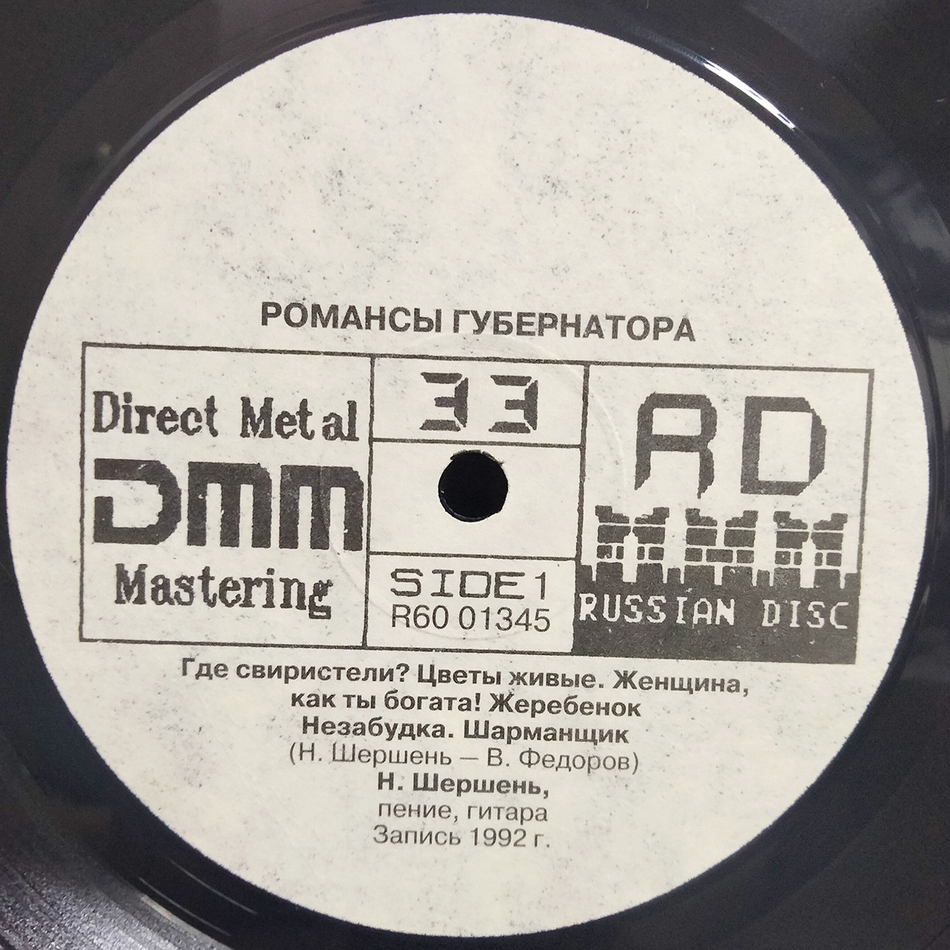 РОМАНСЫ ГУБЕРНАТОРА
Direct Metal
DMM
Mastering
33
SIDE 1
R60 01345
RD
RUSSIAN DISC
Где свиристели? Цветы живые. Женщина,
как ты богата! Жеребенок
Незабудка. Шарманщик
(Н. Шершень — В. Федоров)
Н. Шершень,
пение, гитара
Запись 1992 г.